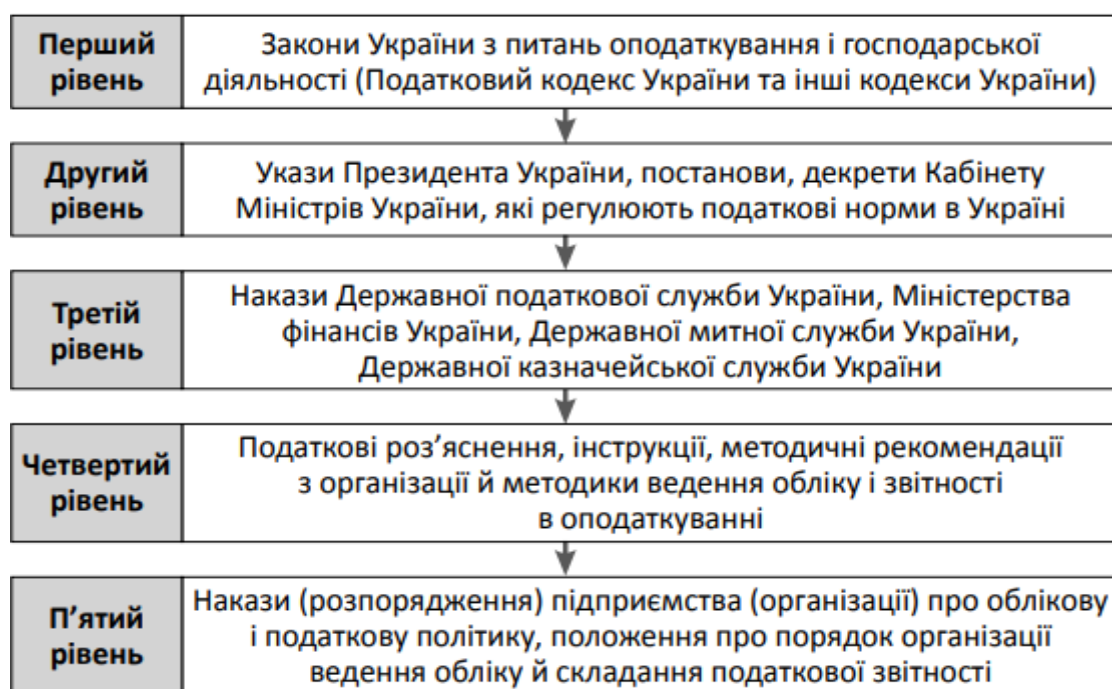 Перший
рівень
Закони України з питань оподаткування і господарської
діяльності (Податковий кодекс України та інші кодекси України)
Другий
рівень
Укази Президента України, постанови, декрети Кабінету
Міністрів України, які регулюють податкові норми в Україні
Третій
рівень
Накази Державної податкової служби України, Міністерства
фінансів України, Державної митної служби України,
Державної казначейської служби України
Четвертий
рівень
Податкові роз’яснення, інструкції, методичні рекомендації
з організації й методики ведення обліку і звітності
в оподаткуванні
П’ятий
рівень
Накази (розпорядження) підприємства (організації) про облікову
і податкову політику, положення про порядок організації
ведення обліку й складання податкової звітності